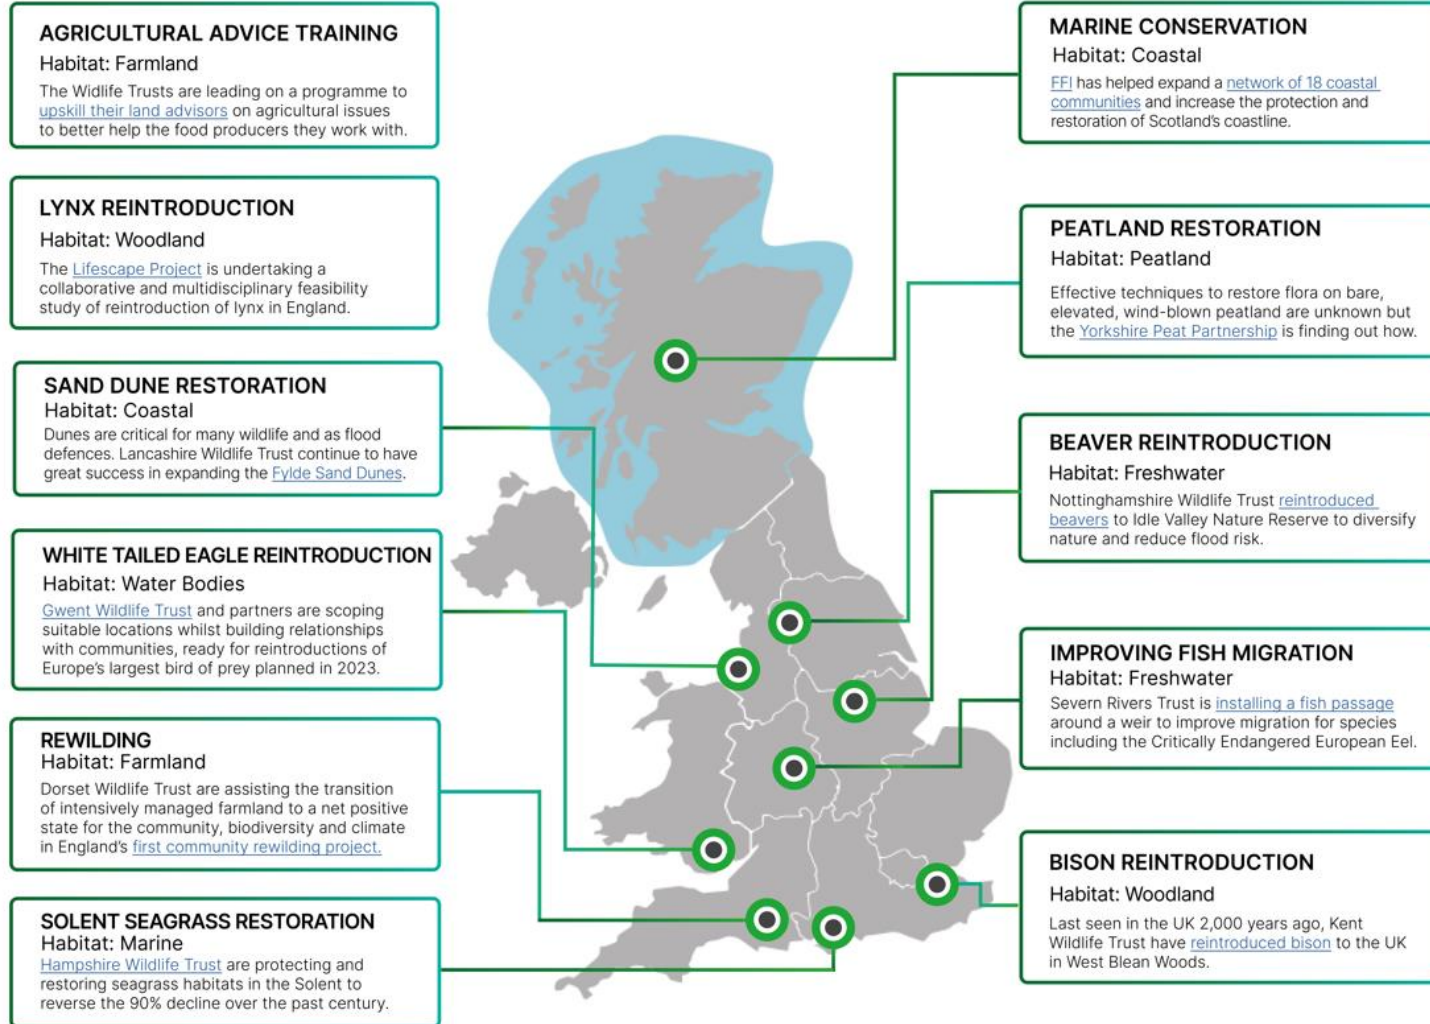 AGRICULTURAL ADVICE TRAINING
Habitat: Farmland
The Widlife Trusts are leading on a programme to
upskill their land advisors on agricultural issues
to better help the food producers they work with.
LYNX REINTRODUCTION
Habitat: Woodland
The Lifescape Project is undertaking a
collaborative and multidisciplinary feasibility
study of reintroduction of lynx in England.
SAND DUNE RESTORATION
Habitat: Coastal
Dunes are critical for many wildlife and as flood
defences. Lancashire Wildlife Trust continue to have
great success in expanding the Fylde Sand Dunes.
WHITE TAILED EAGLE REINTRODUCTION
Habitat: Water Bodies
Gwent Wildlife Trust and partners are scoping
suitable locations whilst building relationships
with communities, ready for reintroductions of
Europe's largest bird of prey planned in 2023.
REWILDING
Habitat: Farmland
Dorset Wildlife Trust are assisting the transition
of intensively managed farmland to a net positive
state for the community, biodiversity and climate
in England's first community rewilding project.
SOLENT SEAGRASS RESTORATION
Habitat: Marine
Hampshire Wildlife Trust are protecting and
restoring seagrass habitats in the Solent to
reverse the 90% decline over the past century.
MARINE CONSERVATION
Habitat: Coastal
FFI has helped expand a network of 18 coastal
communities and increase the protection and
restoration of Scotland's coastline.
PEATLAND RESTORATION
Habitat: Peatland
Effective techniques to restore flora on bare,
elevated, wind-blown peatland are unknown but
the Yorkshire Peat Partnership is finding out how.
BEAVER REINTRODUCTION
Habitat: Freshwater
Nottinghamshire Wildlife Trust reintroduced
beavers to Idle Valley Nature Reserve to diversify
nature and reduce flood risk.
IMPROVING FISH MIGRATION
Habitat: Freshwater
Severn Rivers Trust is installing a fish passage
around a weir to improve migration for species
including the Critically Endangered European Eel.
BISON REINTRODUCTION
Habitat: Woodland
Last seen in the UK 2,000 years ago, Kent
Wildlife Trust have reintroduced bison to the UK
in West Blean Woods.